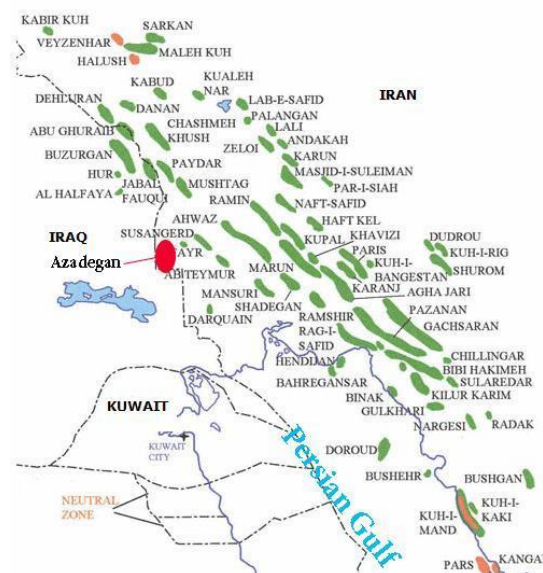 KABIR KUH
SARKAN
VEYZENHAR
MALEH KUH
HALUSH
KABUD
KUALEH
NAR
IRAN
DEHLURAN
DANAN
LAB-E-SAFID
PALANGAN
ABU GHURAIB
CHASHMEH
KHUSH
LALI
ZELOI
ANDAKAH
BUZURGAN
KARUN
PAYDAR
MASJID-I-SULEIMAN
HUR
JABAL
FAUQUI
MUSHTAG
PAR-I-SIAH
AL HALFAYA
RAMIN
NAFT-SAFID
AHWAZ
HAFT KEL
SUSANGERD
KHAVIZI
IRAQ
KUPAL
PARIS
DUDROU
AYR
KUH-I-RIG
Azadegan
KUH-I-
BANGESTAN
ABITEYMUR
MARUN
SHUROM
KARANJ
AGHA JARI
MANSURI
SHADEGAN
PAZANAN
DARQUAIN
RAMSHIR
GACHSARAN
RAG-I-
SAFID
HENDIJAN
CHILLINGAR
BIBI HAKIMEH
BAHREGANSAR
SULAREDAR
KUWAIT
BINAK
KILUR KARIM
GULKHARI
NARGESI
RADAK
KUWAIT
CITY
DOROUD
Persian Gulf
BUSHEHR
BUSHGAN
NEUTRAL
ZONE
KUH-I-
KAKI
KUH-I-
MAND
PARS
KANGA